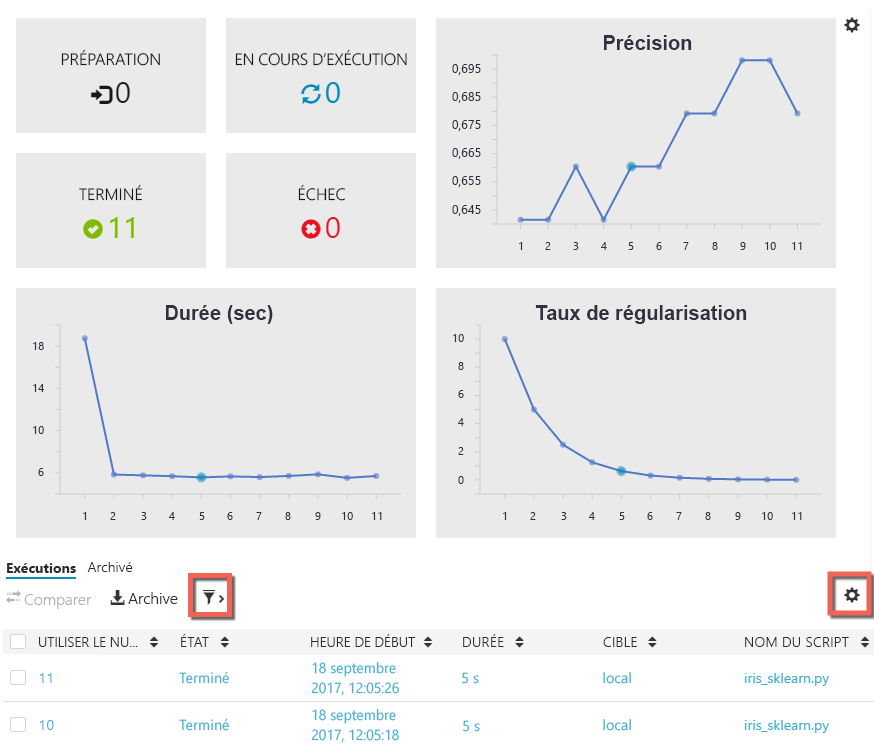 PRÉPARATION
0
EN COURS D'EXÉCUTION
0
TERMINÉ
11
ÉCHEC
0
Précision
0,695
0,685
0,675
0,665
0,655
0,645
1 2 3 4 5 6 7 8 9 10 11
Durée (sec)
18
14
10
6
1 2 3 4 5 6 7 8 9 10 11
Taux de régularisation
10
8
6
4
2
0
1 2 3 4 5 6 7 8 9 10 11
Exécutions Archivé
Comparer Archive
UTILISER LE NU... ÉTAT HEURE DE DÉBUT DURÉE CIBLE NOM DU SCRIPT
11 Terminé 18 septembre 2017, 12:05:26 5 s local iris_sklearn.py
10 Terminé 18 septembre 2017, 12:05:18 5 s local iris_sklearn.py